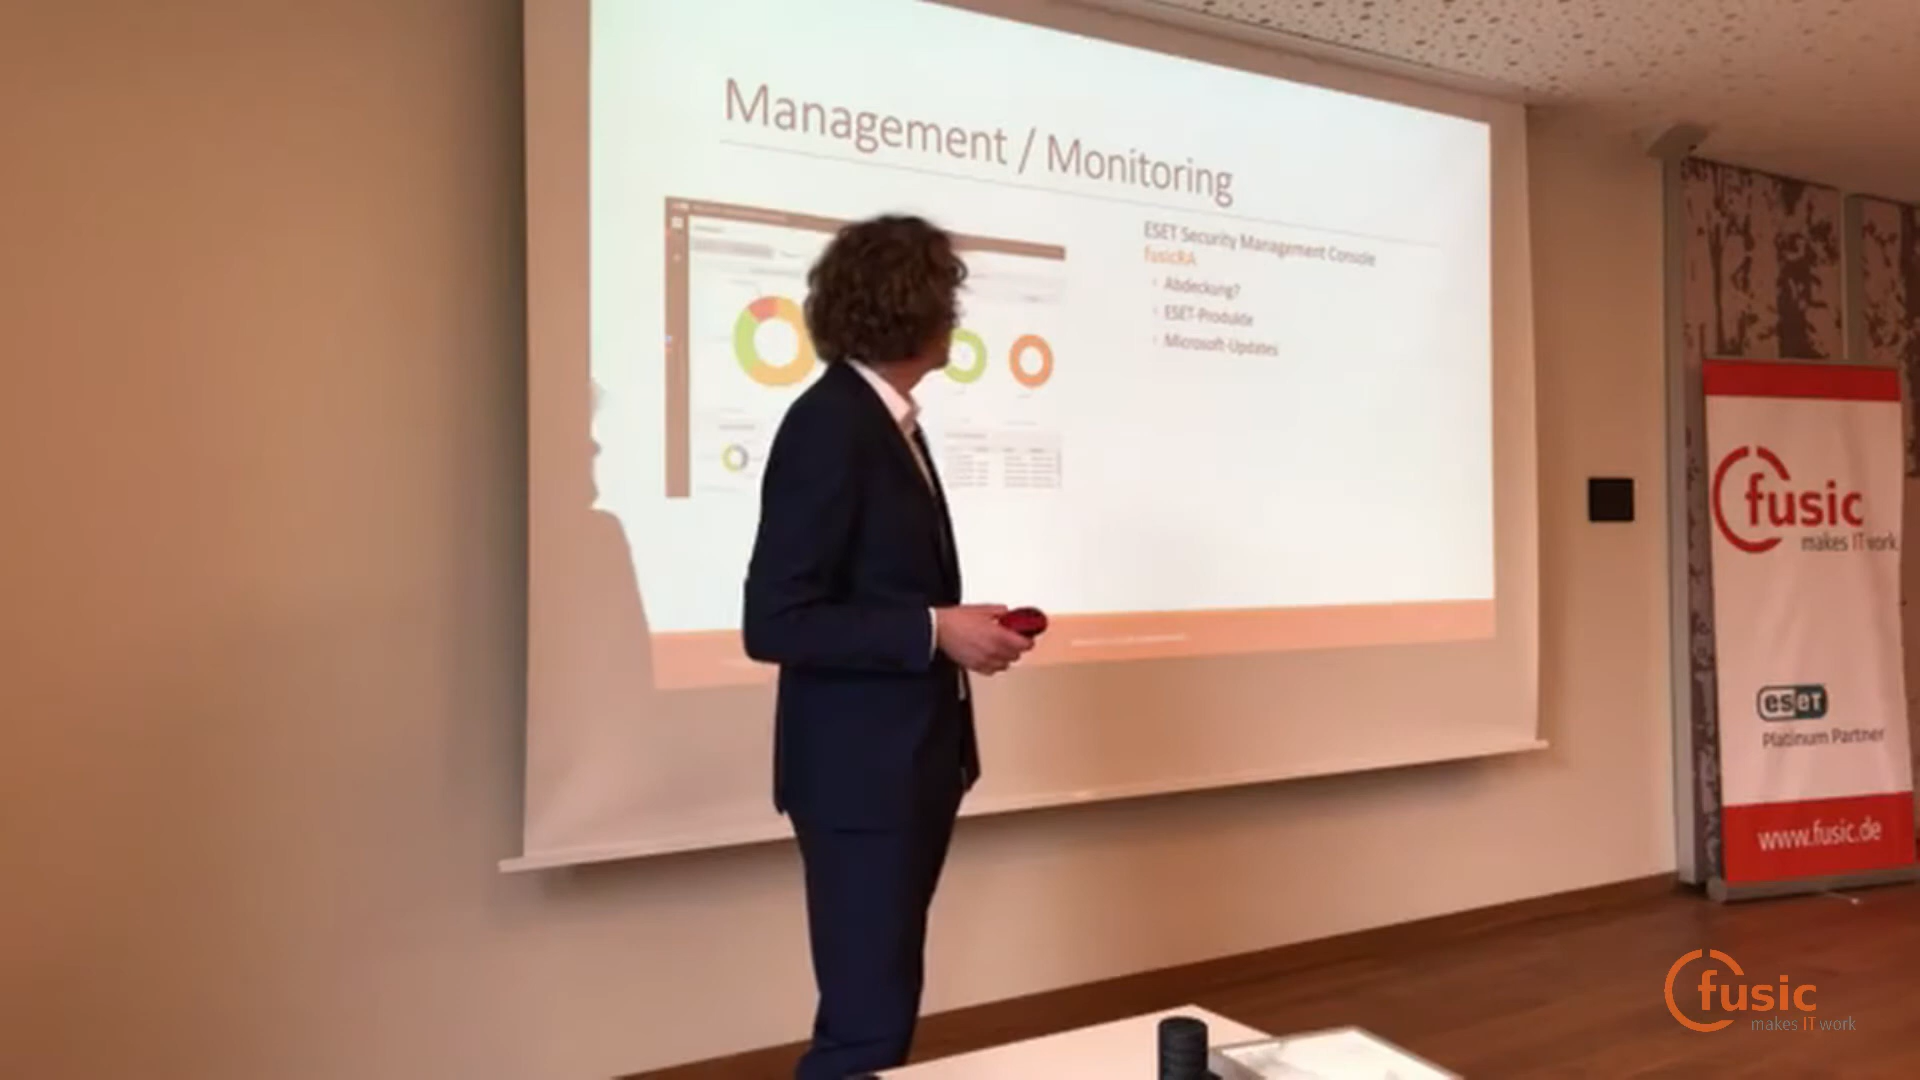 Management / Monitoring
ESET Security Management Console
fusicRA
Abdeckung?
ESET-Produkte
Microsoft-Updates
fusic
makes IT work
eseT
Platinum Partner
www.fusic.de
fusic
makes IT work